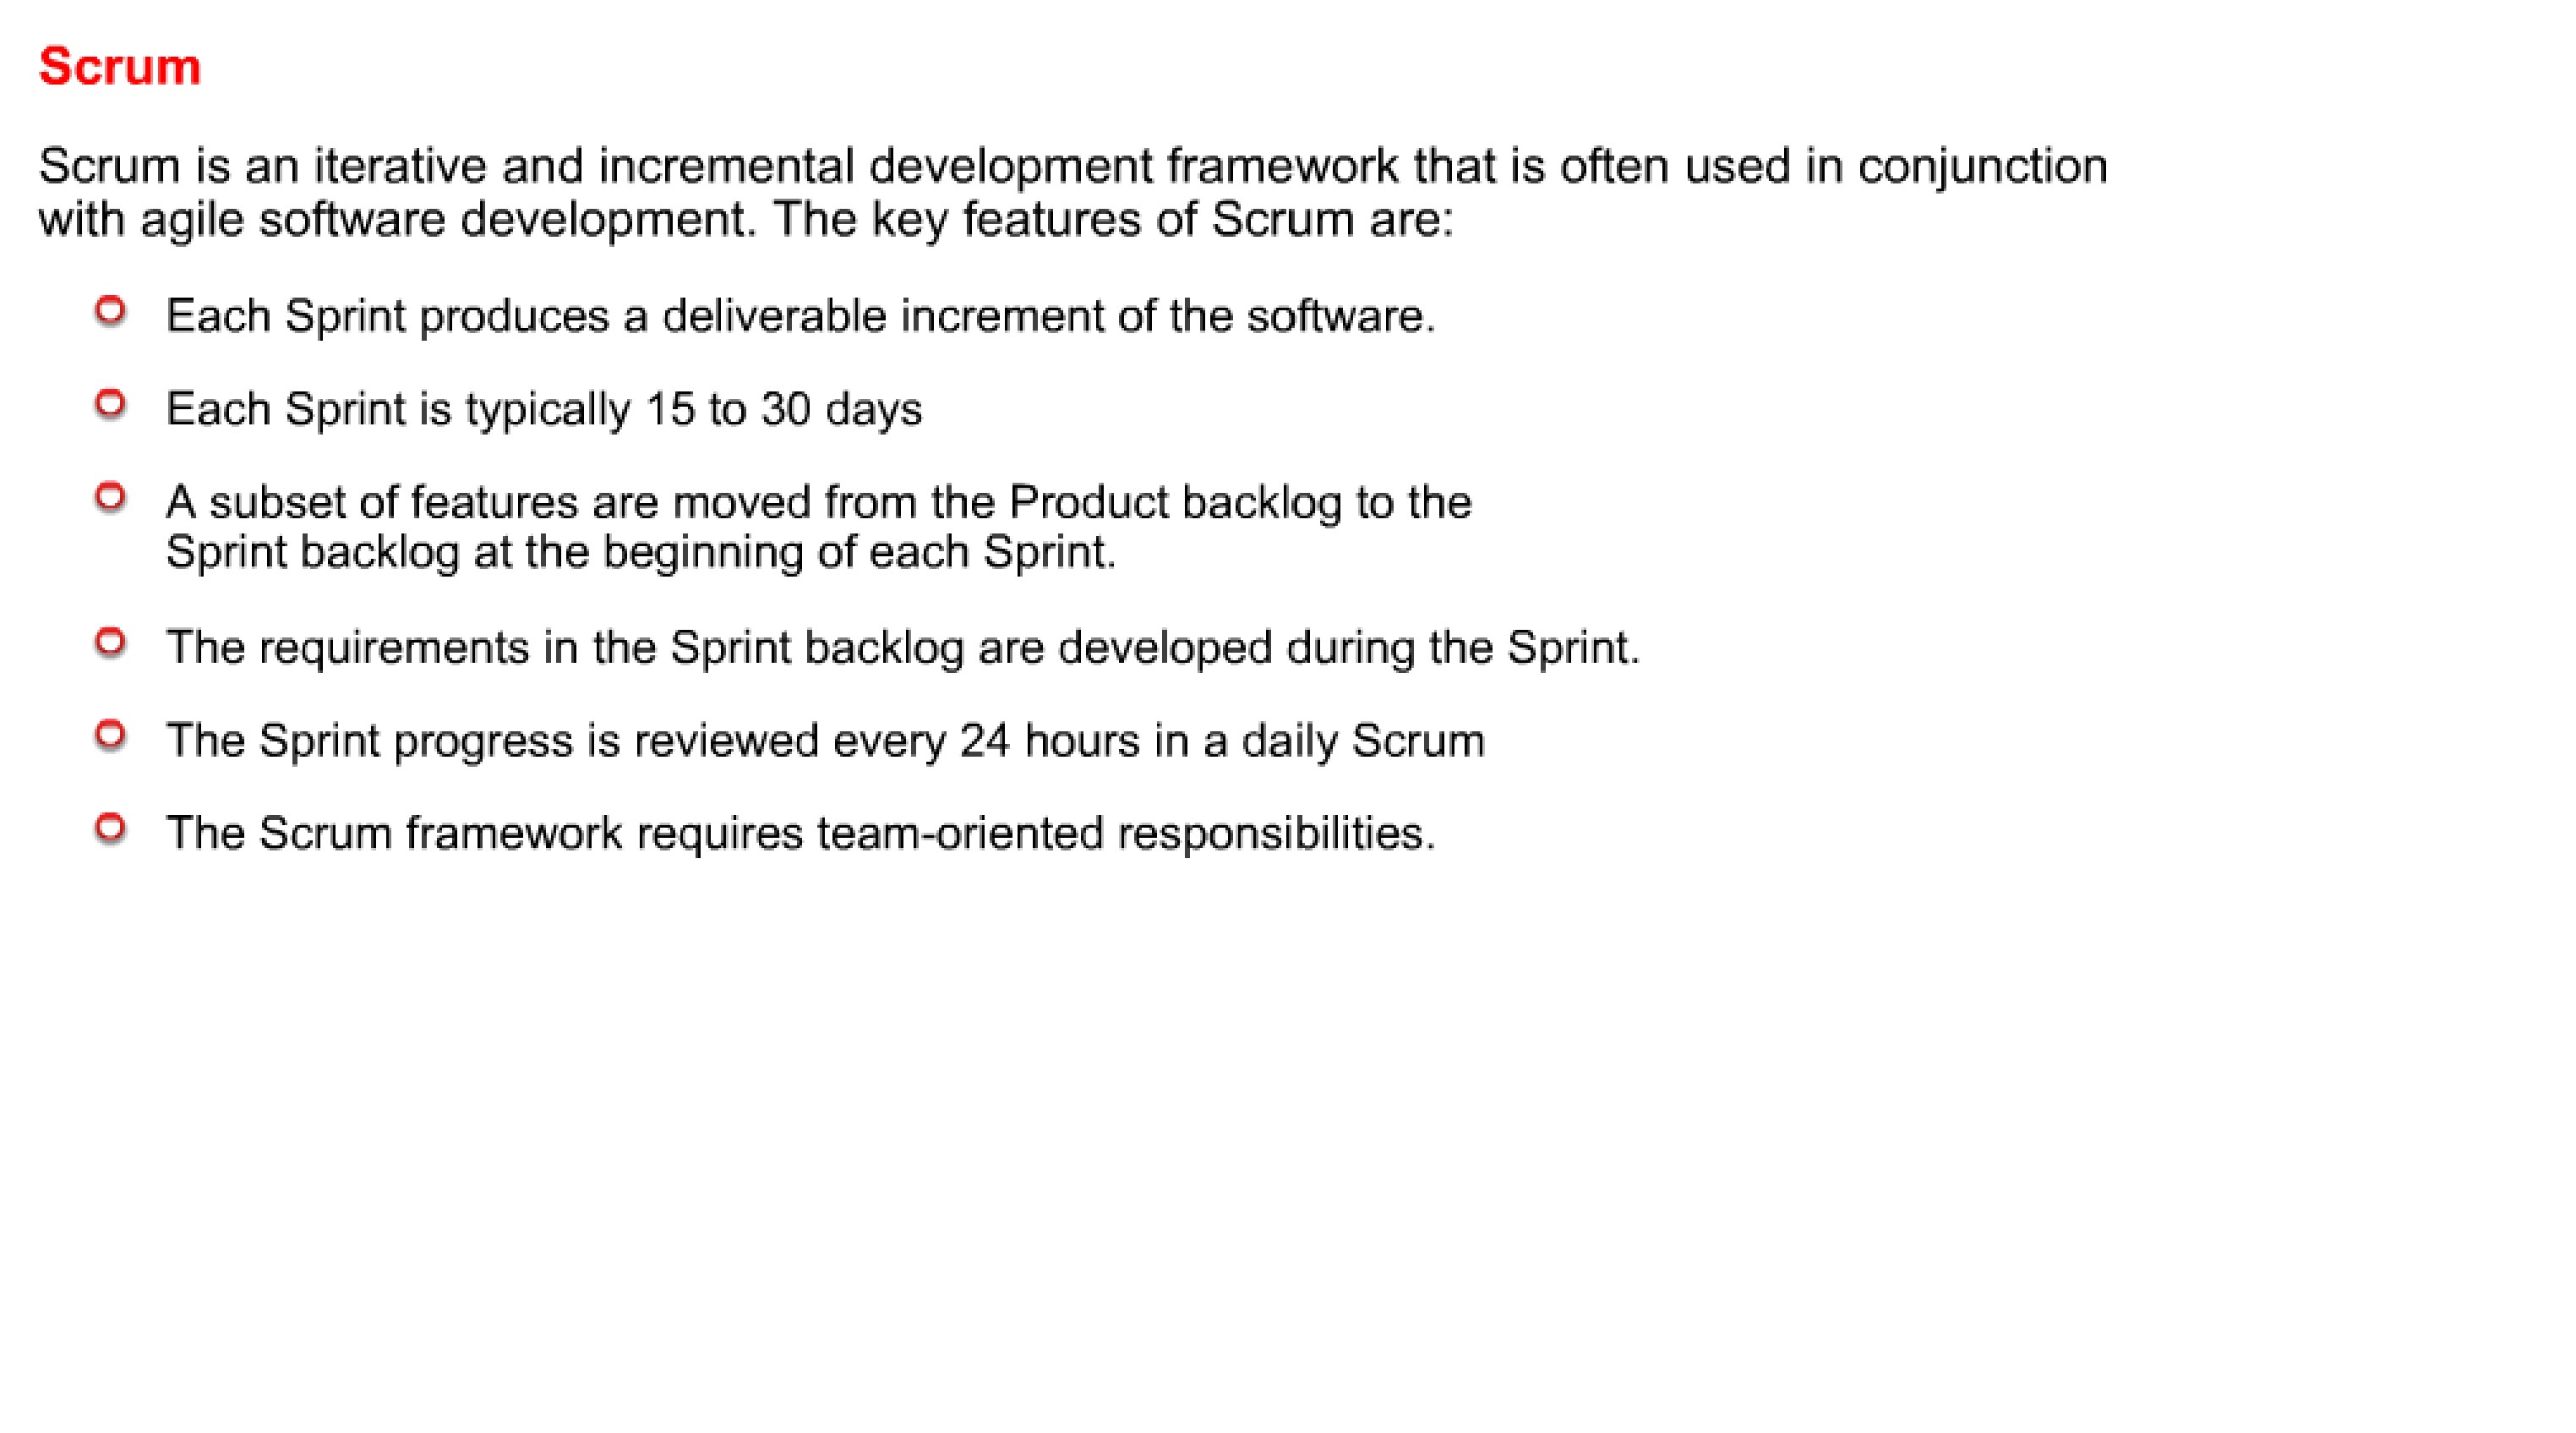 Scrum
Scrum is an iterative and incremental development framework that is often used in conjunction
with agile software development. The key features of Scrum are:
Each Sprint produces a deliverable increment of the software.
Each Sprint is typically 15 to 30 days
A subset of features are moved from the Product backlog to the
Sprint backlog at the beginning of each Sprint.
The requirements in the Sprint backlog are developed during the Sprint.
The Sprint progress is reviewed every 24 hours in a daily Scrum
The Scrum framework requires team-oriented responsibilities.